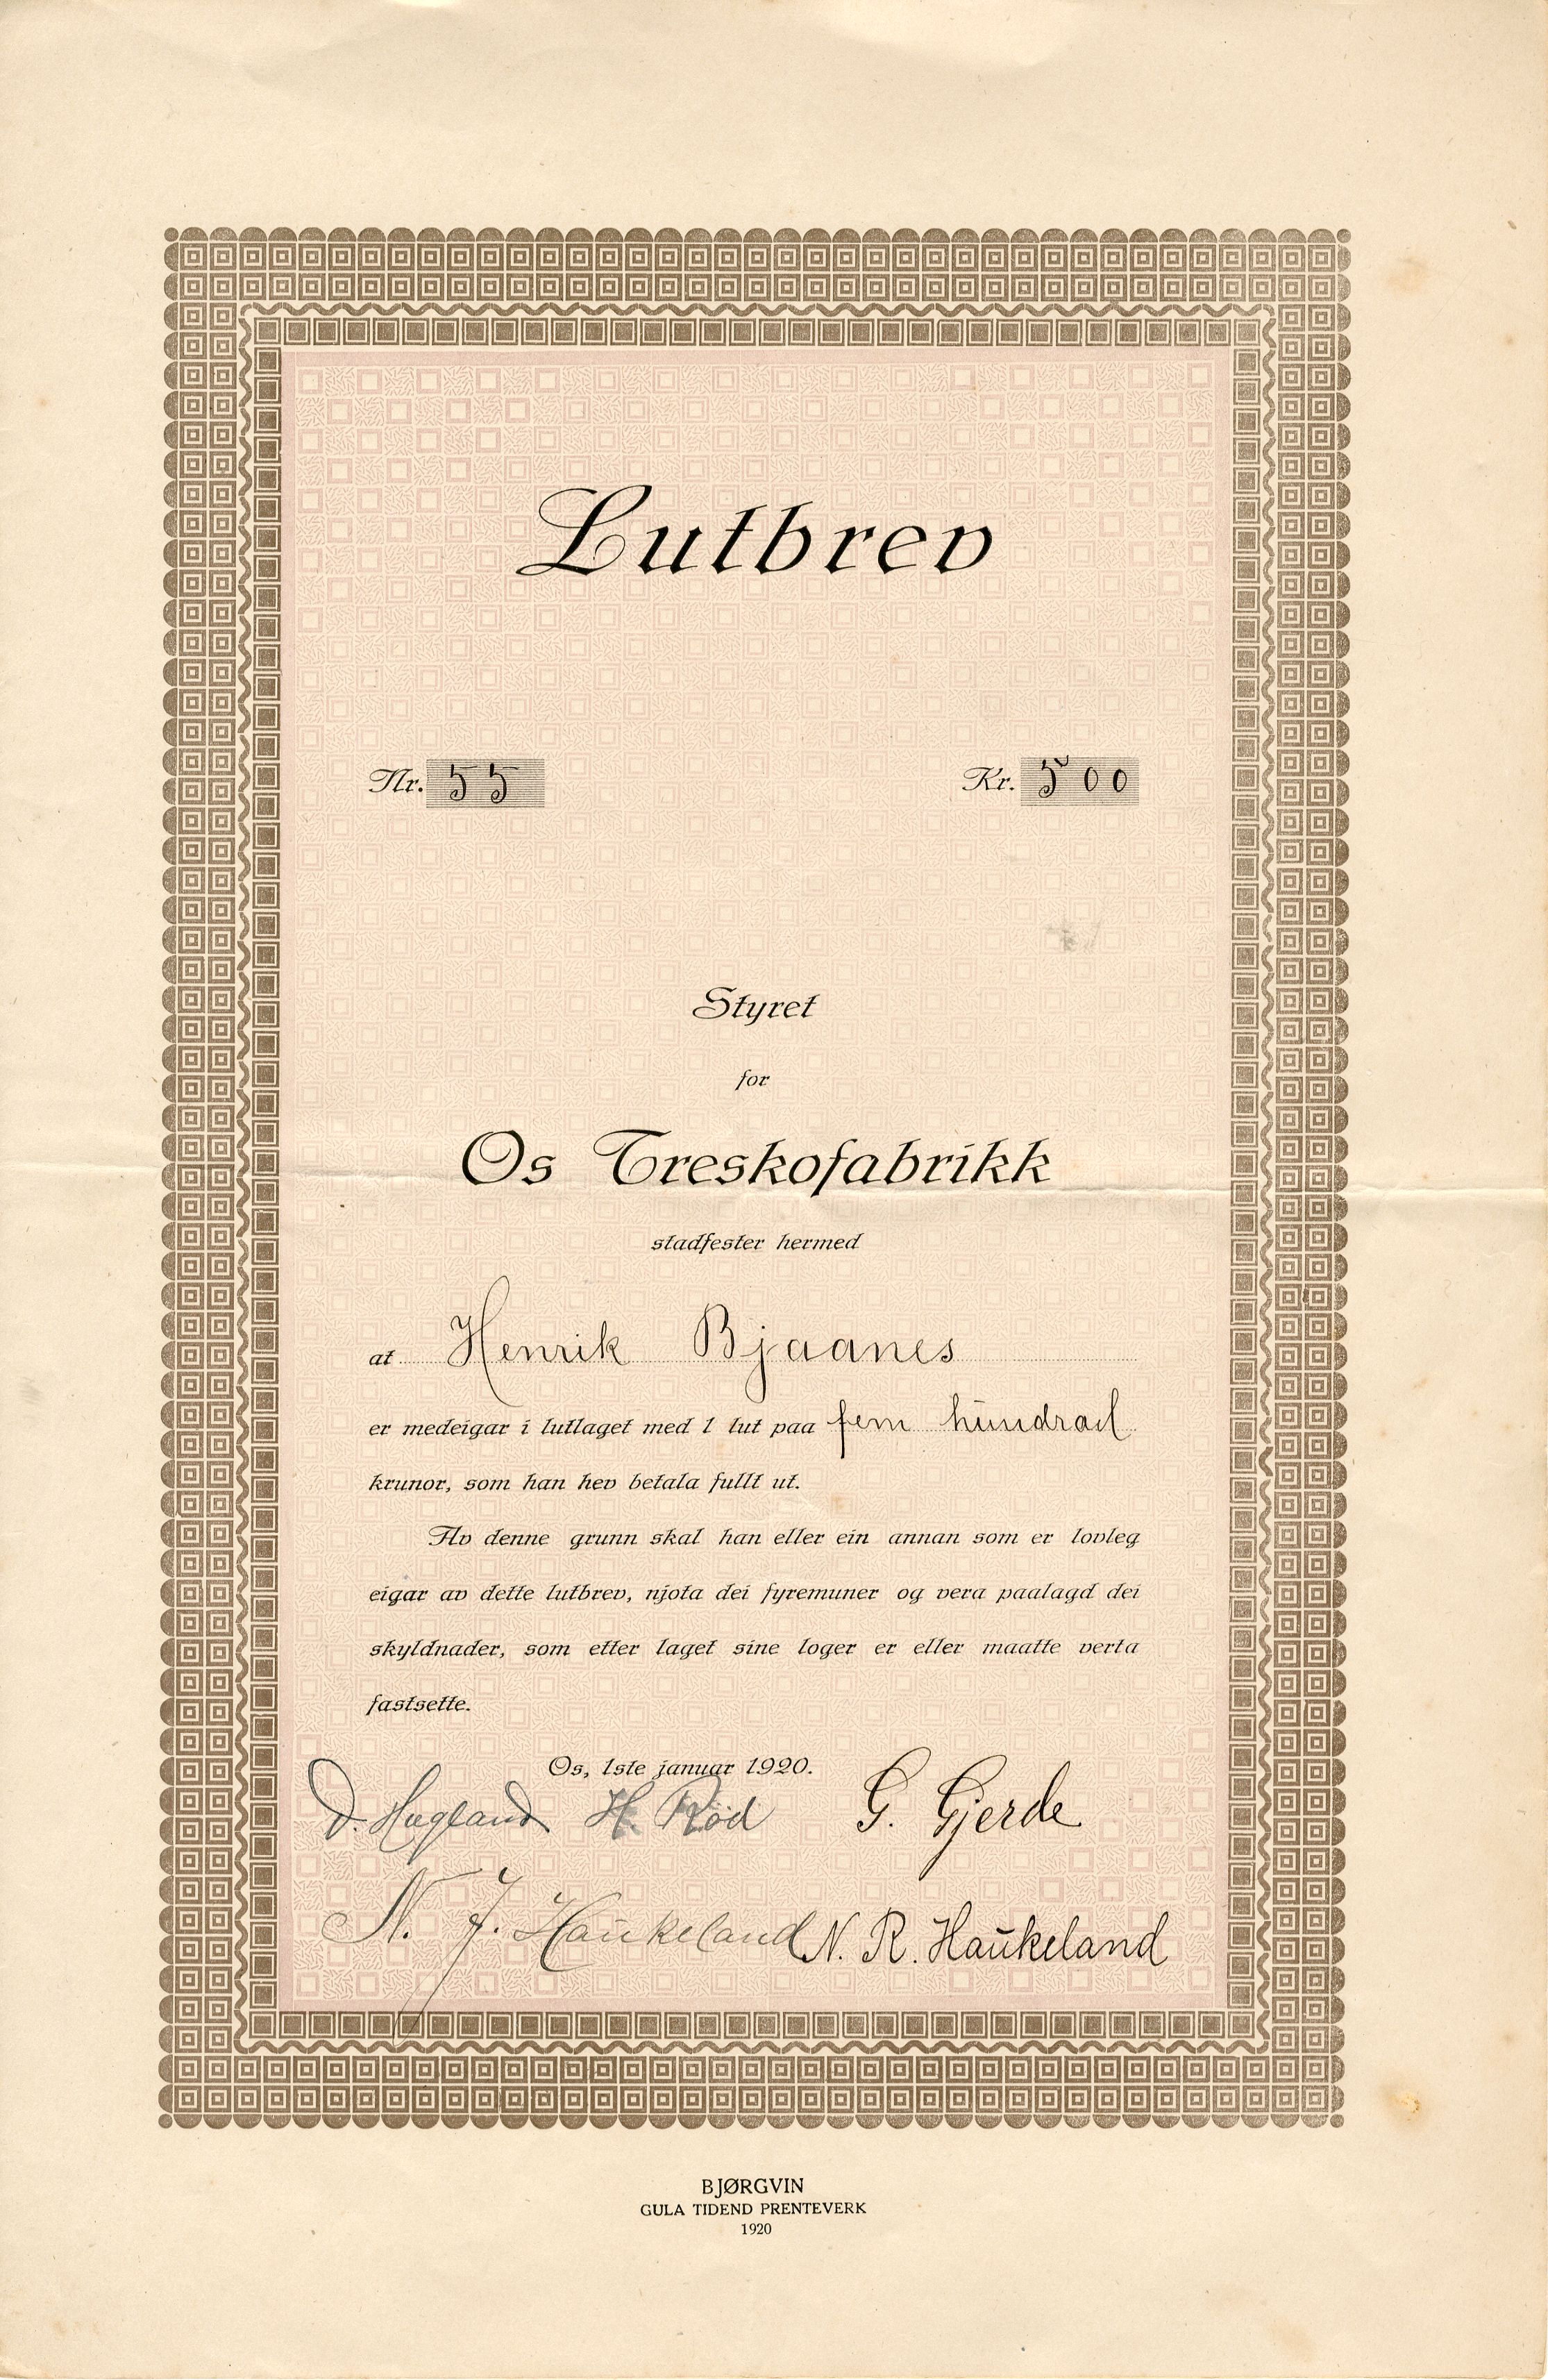 Lutbrev
Nr. 55 Kr. 500
Styret
for
Os Treskofabrikk
stadfester hermed
at Henrik Bjaanes
er medeigar i lutlaget med 1 lut paa fem hundrad
krunor, som han hev betala fullt ut.
Av denne grunn skal han eller ein annan som er lovleg
eigar av dette lutbrev, njota dei fyremuner og vera paalagd dei
skyldnader, som etter laget sine loger er eller maatte verta
fastsette.
Os, 1ste januar 1920.
D. Hegland H. Rød G. Gjerde
N. J. Haukeland N. R. Haukeland
BJØRGVIN
GULA TIDEND PRENTEVERK
1920